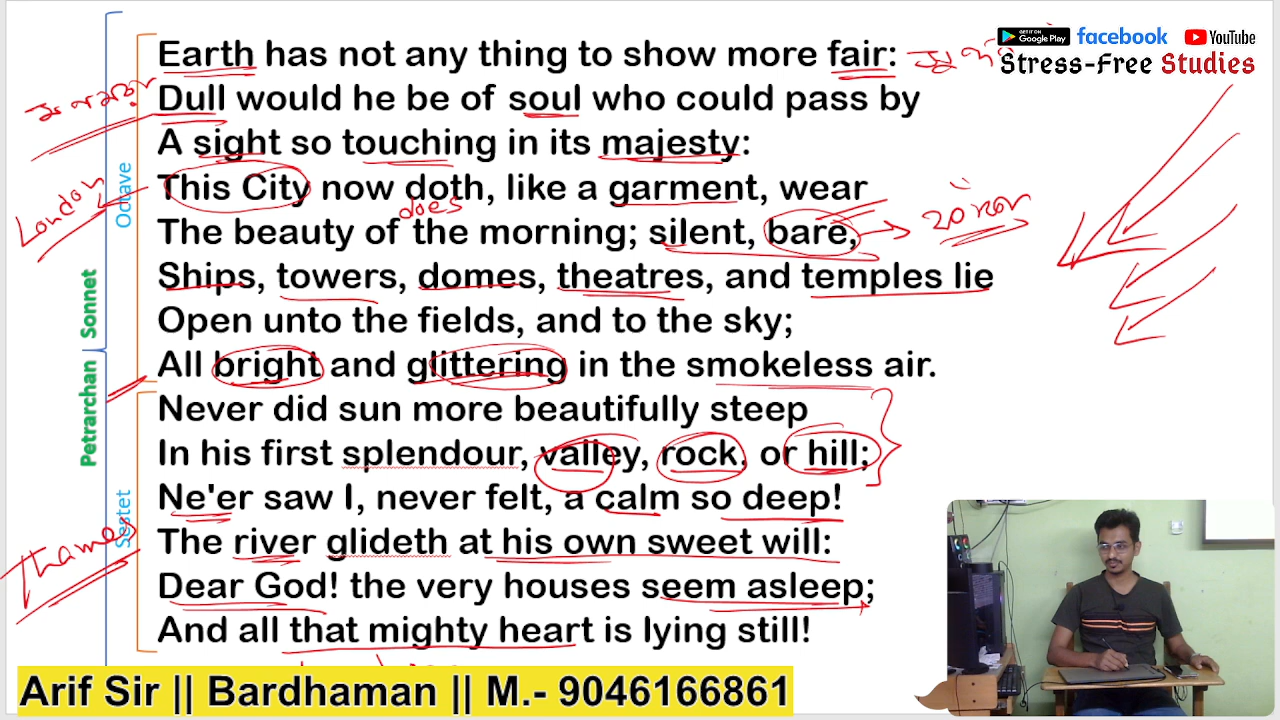 GET IT ON Google Play facebook YouTube
Stress-Free Studies
Petrarchan Sonnet
Octave
Earth has not any thing to show more fair:
Dull would he be of soul who could pass by
A sight so touching in its majesty:
This City now doth, like a garment, wear
London
does
The beauty of the morning; silent, bare,
Ships, towers, domes, theatres, and temples lie
Open unto the fields, and to the sky;
All bright and glittering in the smokeless air.
Sestet
Never did sun more beautifully steep
In his first splendour, valley, rock, or hill;
Ne'er saw I, never felt, a calm so deep!
The river glideth at his own sweet will:
Thames
Dear God! the very houses seem asleep;
And all that mighty heart is lying still!
Arif Sir || Bardhaman || M.- 9046166861